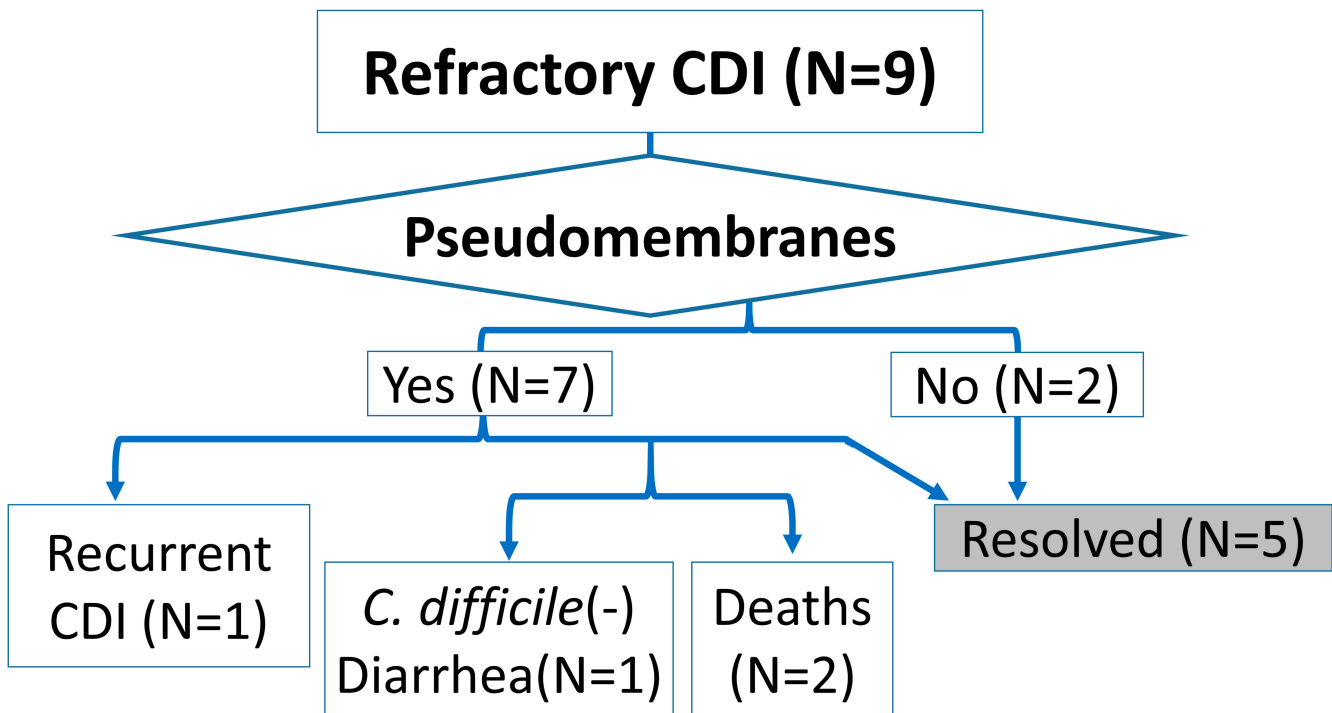 Refractory CDI (N=9)
Pseudomembranes
Yes (N=7)
No (N=2)
Recurrent
CDI (N=1)
C. difficile(-)
Diarrhea(N=1)
Deaths
(N=2)
Resolved (N=5)